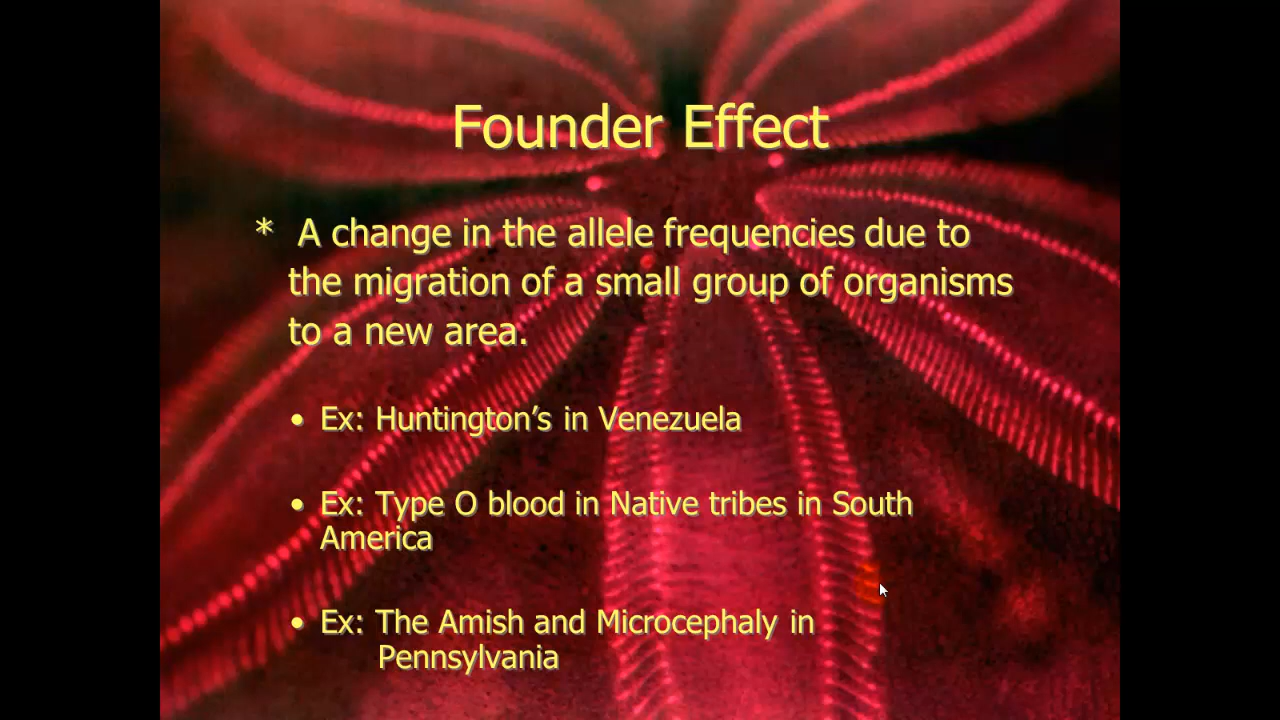 Founder Effect
* A change in the allele frequencies due to
the migration of a small group of organisms
to a new area.
• Ex: Huntington’s in Venezuela
• Ex: Type O blood in Native tribes in South
America
• Ex: The Amish and Microcephaly in
Pennsylvania